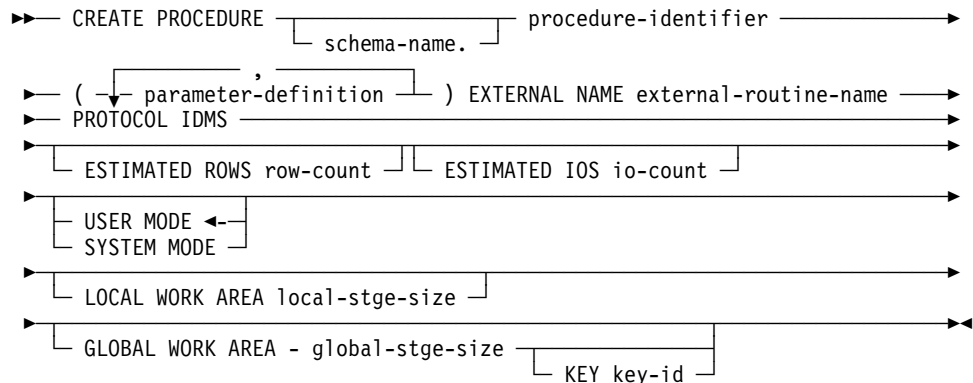 CREATE PROCEDURE procedure-identifier
schema-name.
,
( parameter-definition ) EXTERNAL NAME external-routine-name
PROTOCOL IDMS
ESTIMATED ROWS row-count ESTIMATED IOS io-count
USER MODE
SYSTEM MODE
LOCAL WORK AREA local-stge-size
GLOBAL WORK AREA - global-stge-size
KEY key-id